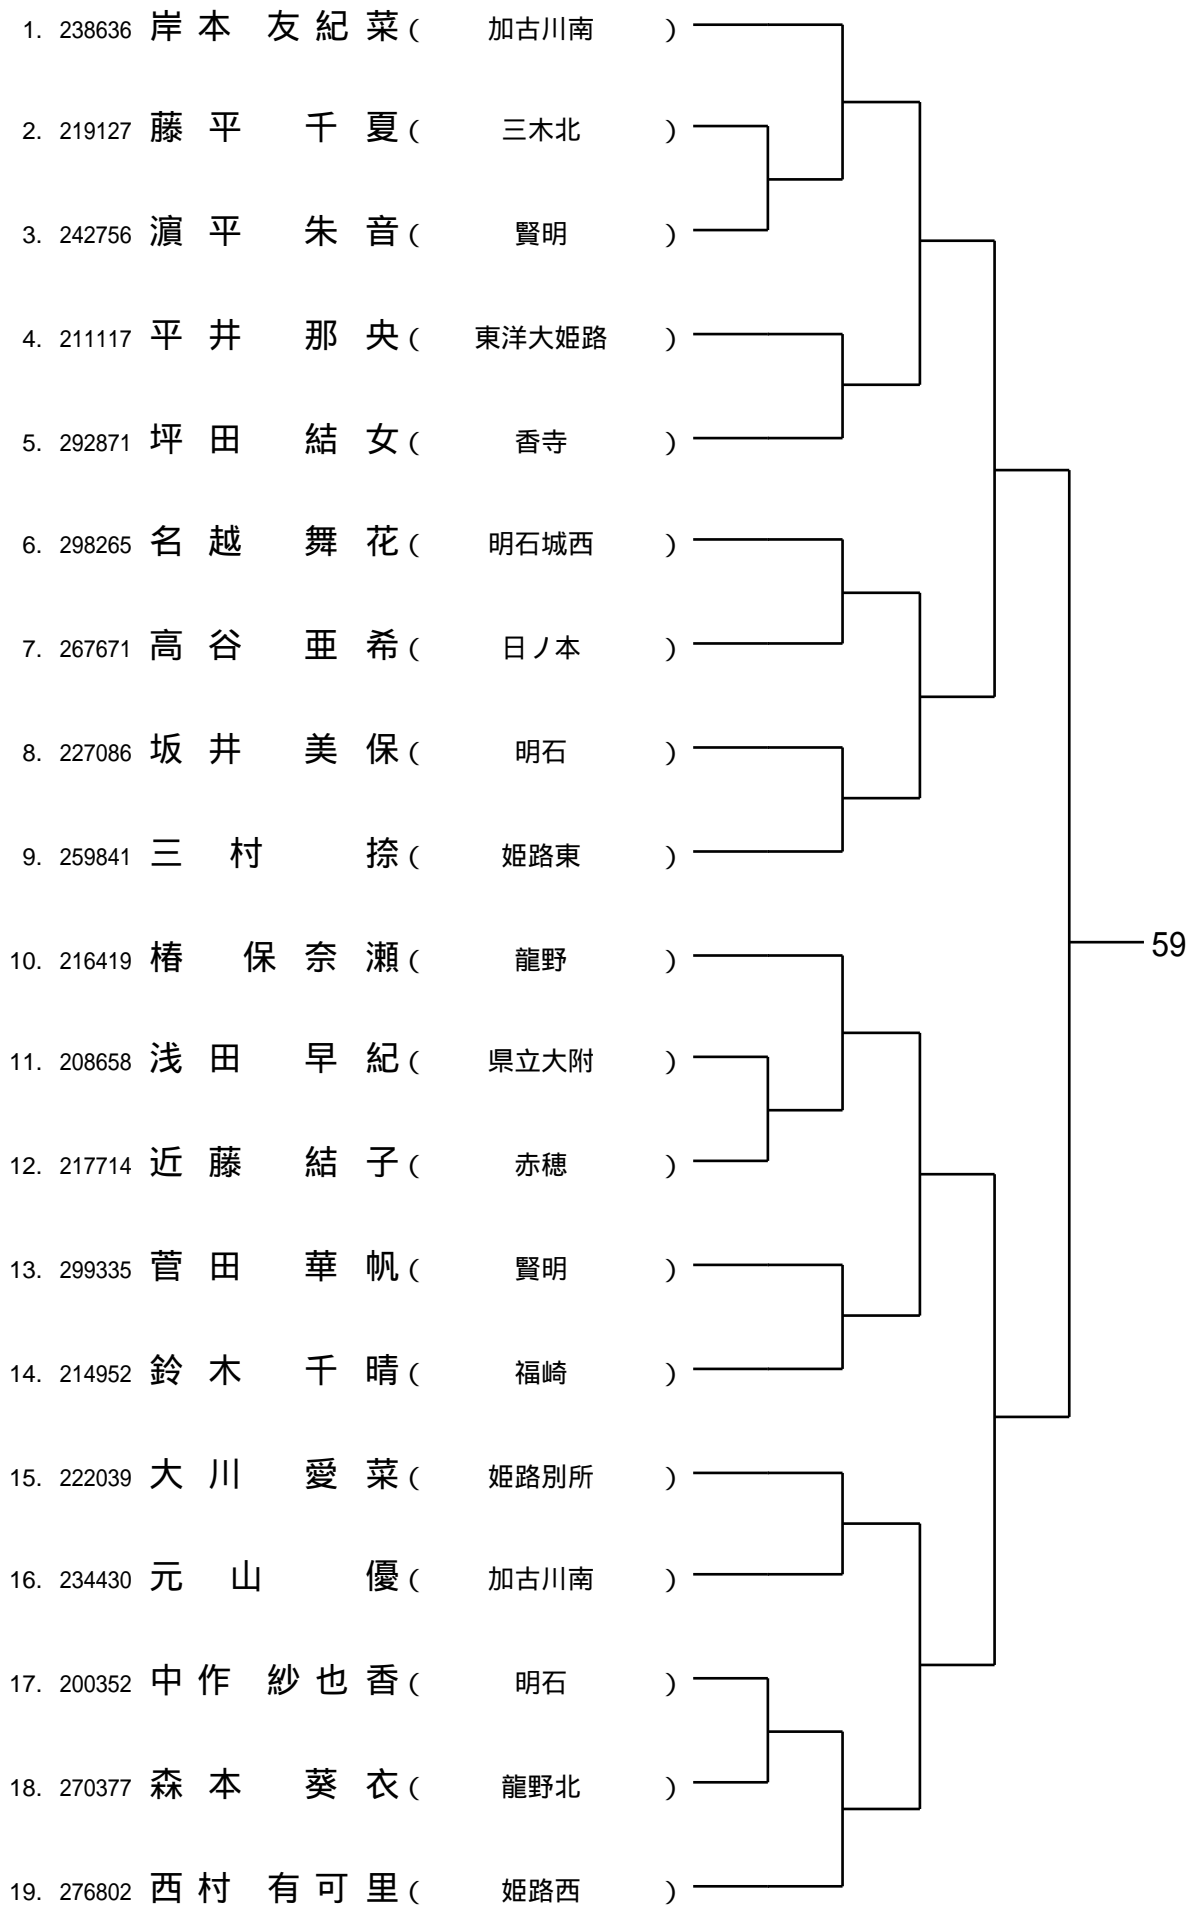 1. 238636 岸本 友紀菜 ( 加古川南 )
2. 219127 藤平 千夏 ( 三木北 )
3. 242756 濵平 朱音 ( 賢明 )
4. 211117 平井 那央 ( 東洋大姫路 )
5. 292871 坪田 結女 ( 香寺 )
6. 298265 名越 舞花 ( 明石城西 )
7. 267671 高谷 亜希 ( 日ノ本 )
8. 227086 坂井 美保 ( 明石 )
9. 259841 三村 捺 ( 姫路東 )
59
10. 216419 椿 保奈瀬 ( 龍野 )
11. 208658 浅田 早紀 ( 県立大附 )
12. 217714 近藤 結子 ( 赤穂 )
13. 299335 菅田 華帆 ( 賢明 )
14. 214952 鈴木 千晴 ( 福崎 )
15. 222039 大川 愛菜 ( 姫路別所 )
16. 234430 元山 優 ( 加古川南 )
17. 200352 中作 紗也香 ( 明石 )
18. 270377 森本 葵衣 ( 龍野北 )
19. 276802 西村 有可里 ( 姫路西 )